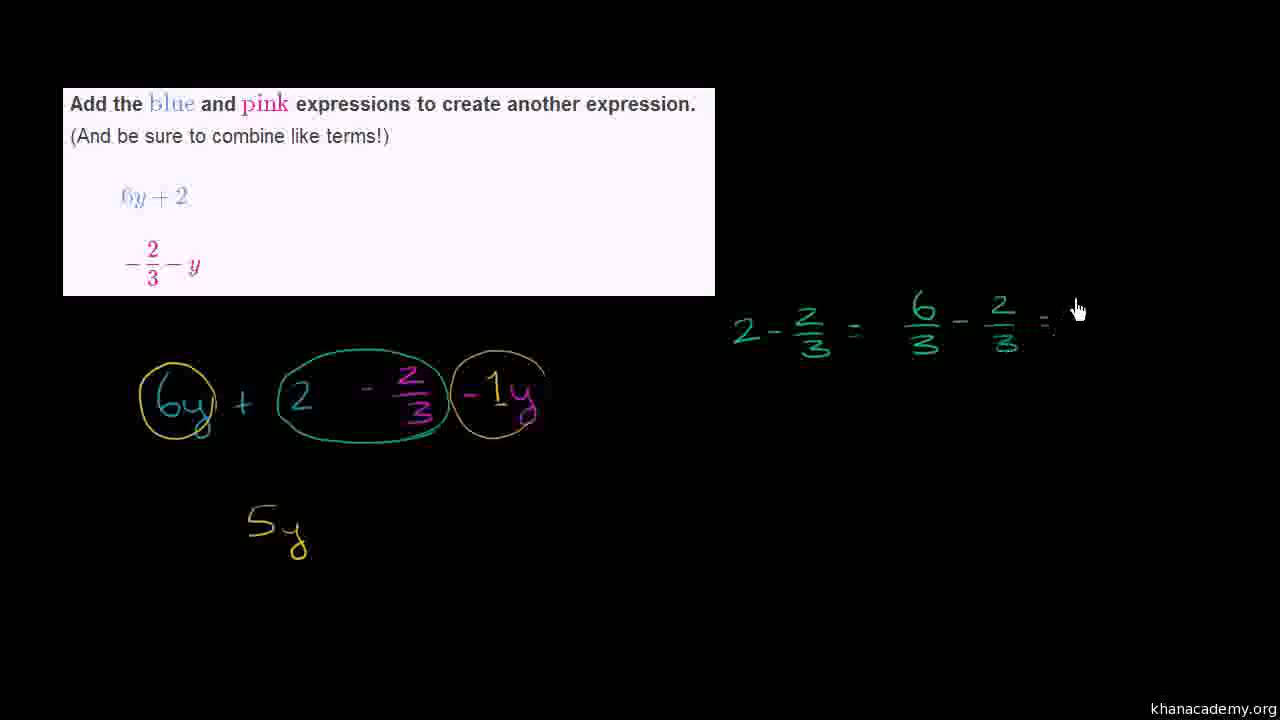 Add the blue and pink expressions to create another expression.
(And be sure to combine like terms!)
6y + 2
- 2/3 - y
2 - 2/3 = 6/3 - 2/3 =
6y + 2 - 2/3 - 1y
5y
khanacademy.org